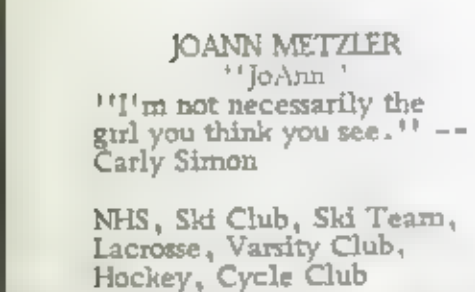 JOANN METZLER
''JoAnn '
''I'm not necessarily the
girl you think you see.'' --
Carly Simon
NHS, Ski Club, Ski Team,
Lacrosse, Varsity Club,
Hockey, Cycle Club